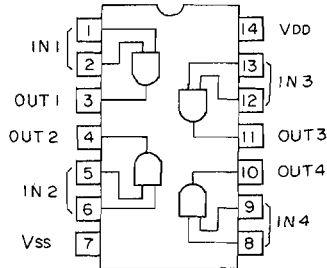 1 14 VDD
IN1 13
2 12 IN3
OUT1 3
OUT2 4 11 OUT3
5 10 OUT4
IN2 9
6 8 IN4
VSS 7